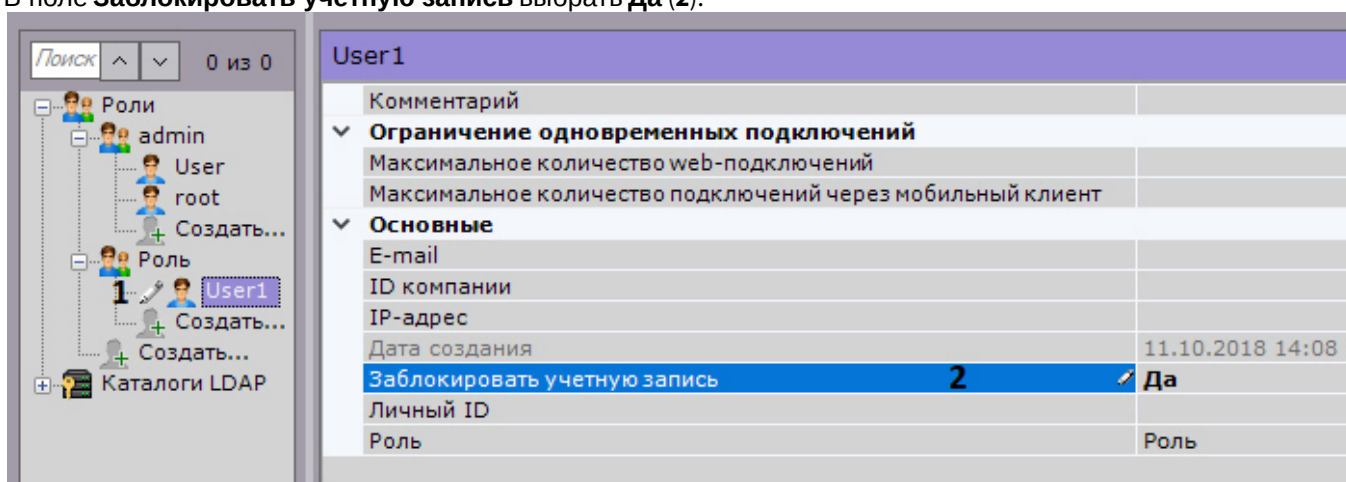 В поле Заблокировать учетную запись выбрать Да (2).
Поиск 0 из 0
Роли
admin
User
root
Создать...
Роль
1 User1
Создать...
Создать...
Каталоги LDAP
User1
Комментарий
Ограничение одновременных подключений
Максимальное количество web-подключений
Максимальное количество подключений через мобильный клиент
Основные
E-mail
ID компании
IP-адрес
Дата создания 11.10.2018 14:08
Заблокировать учетную запись 2 Да
Личный ID
Роль Роль